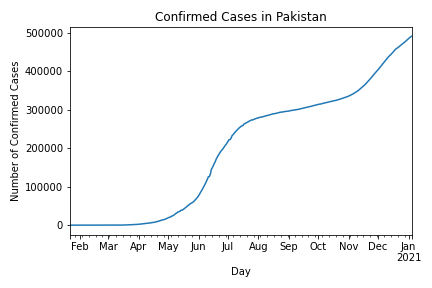 Confirmed Cases in Pakistan
Number of Confirmed Cases
500000
400000
300000
200000
100000
0
Feb Mar Apr May Jun Jul Aug Sep Oct Nov Dec Jan
2021
Day